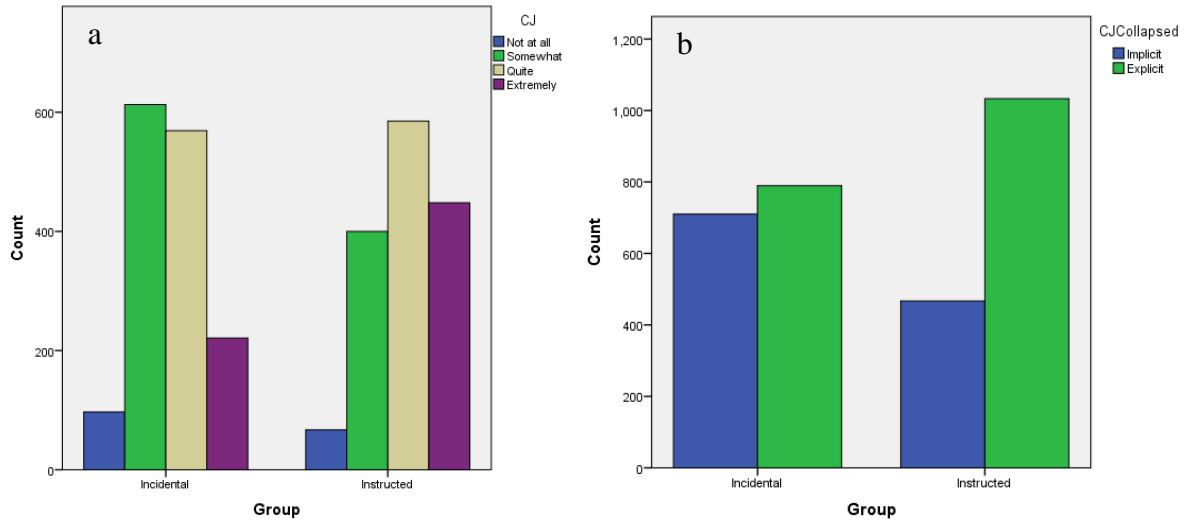 a
CJ
Not at all
Somewhat
Quite
Extremely
600
400
200
0
Count
Incidental
Instructed
Group
b
CJCollapsed
Implicit
Explicit
1,200
1,000
800
600
400
200
0
Count
Incidental
Instructed
Group